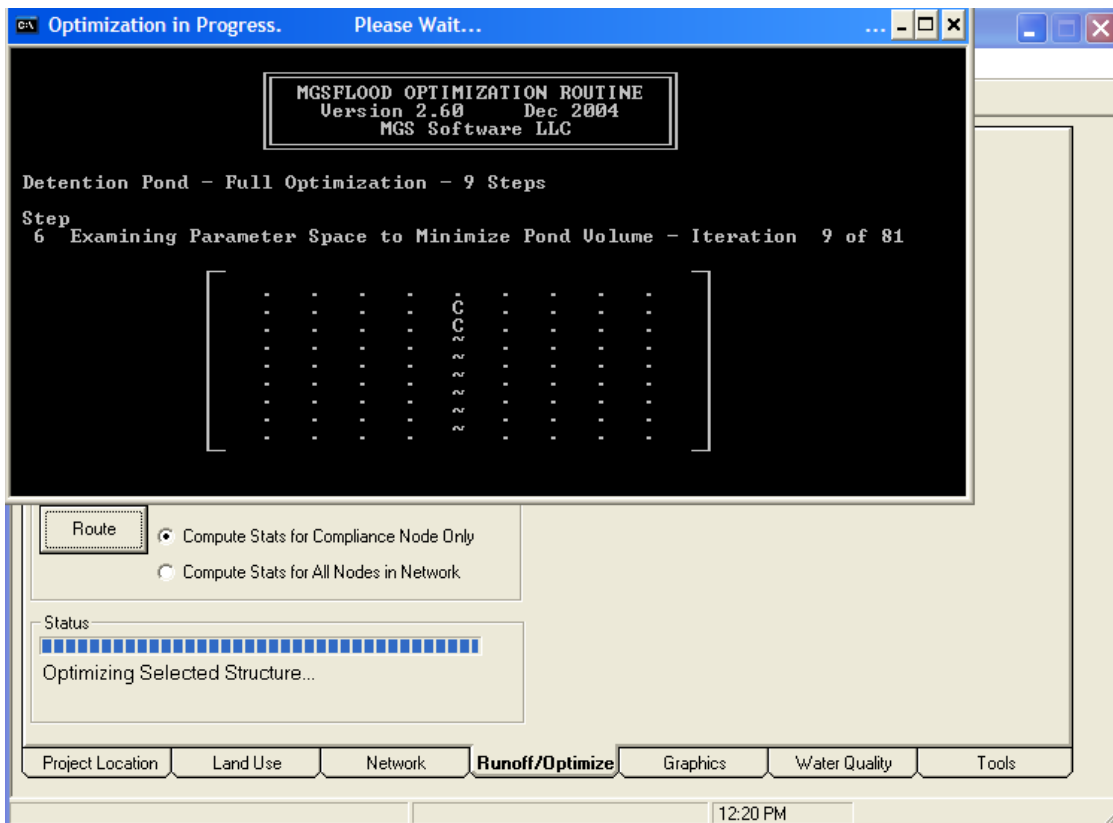 Optimization in Progress. Please Wait... ...
MGSFLOOD OPTIMIZATION ROUTINE
Version 2.60 Dec 2004
MGS Software LLC
Detention Pond - Full Optimization - 9 Steps
Step
6 Examining Parameter Space to Minimize Pond Volume - Iteration 9 of 81
. . . . . . . . .
. . . . C . . . .
. . . . C . . . .
. . . . ~ . . . .
. . . . ~ . . . .
. . . . ~ . . . .
. . . . ~ . . . .
. . . . ~ . . . .
. . . . ~ . . . .
Route
Compute Stats for Compliance Node Only
Compute Stats for All Nodes in Network
Status
Optimizing Selected Structure...
Project Location Land Use Network Runoff/Optimize Graphics Water Quality Tools
12:20 PM